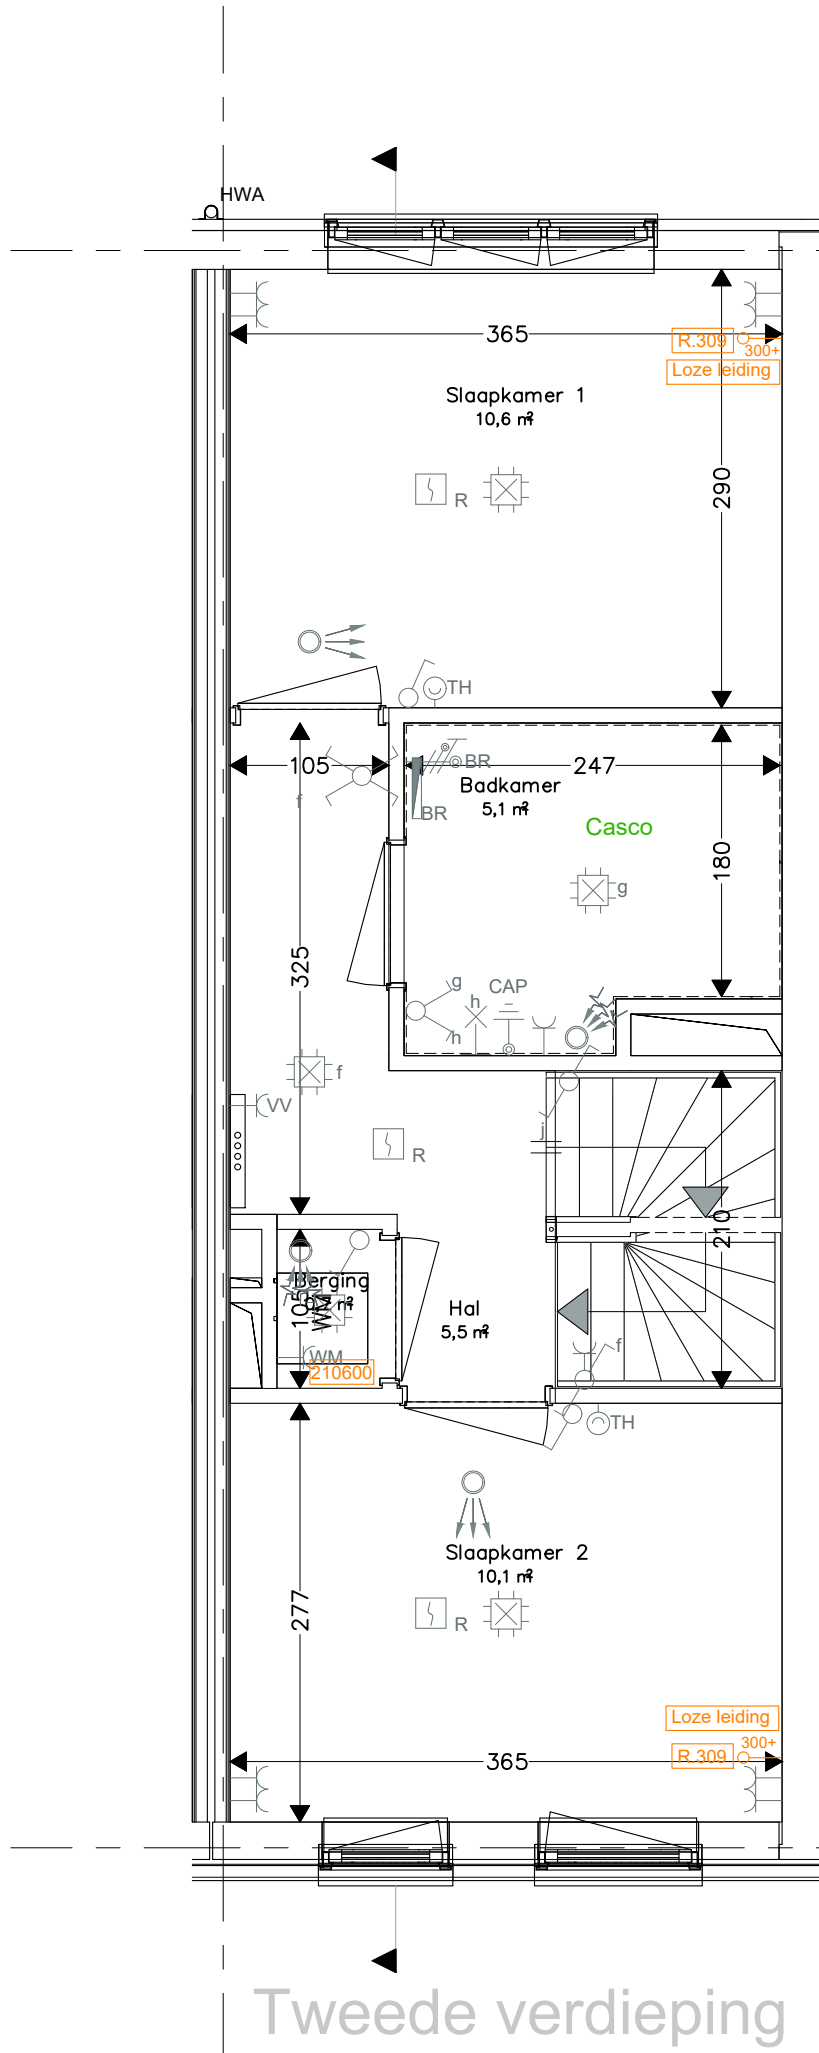 HWA
365
R.309
300+
Loze leiding
Slaapkamer 1
10,6 m²
290
R
TH
105
f
BR
247
Badkamer
5,1 m²
BR
Casco
180
g
325
g
h
h
CAP
f
VV
R
j
210
Berging
105
WM
WM
210600
Hal
5,5 m²
f
TH
Slaapkamer 2
10,1 m²
277
R
Loze leiding
300+
R.309
365
Tweede verdieping